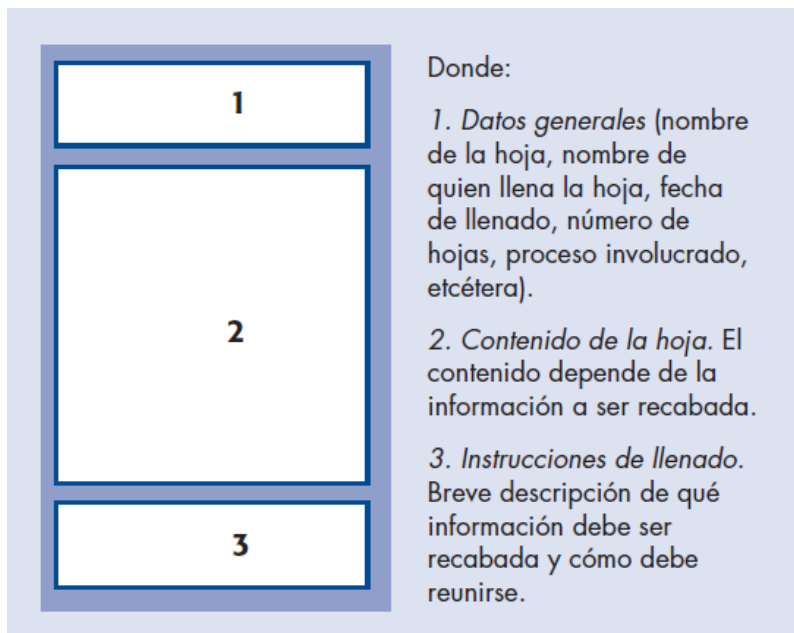 1
2
3
Donde:
1. Datos generales (nombre
de la hoja, nombre de
quien llena la hoja, fecha
de llenado, número de
hojas, proceso involucrado,
etcétera).
2. Contenido de la hoja. El
contenido depende de la
información a ser recabada.
3. Instrucciones de llenado.
Breve descripción de qué
información debe ser
recabada y cómo debe
reunirse.